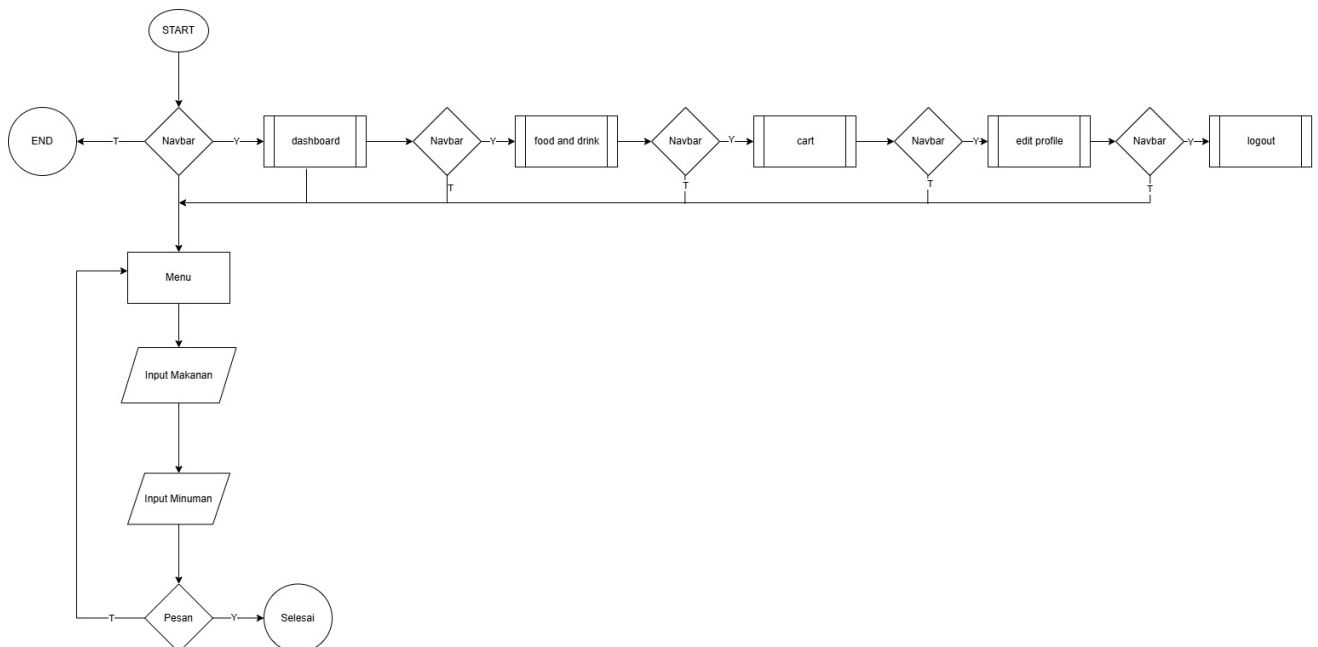 START
END
T
Navbar
Y
dashboard
Navbar
Y
food and drink
Navbar
Y
cart
Navbar
Y
edit profile
Navbar
Y
logout
T
T
T
T
Menu
Input Makanan
Input Minuman
T
Pesan
Y
Selesai